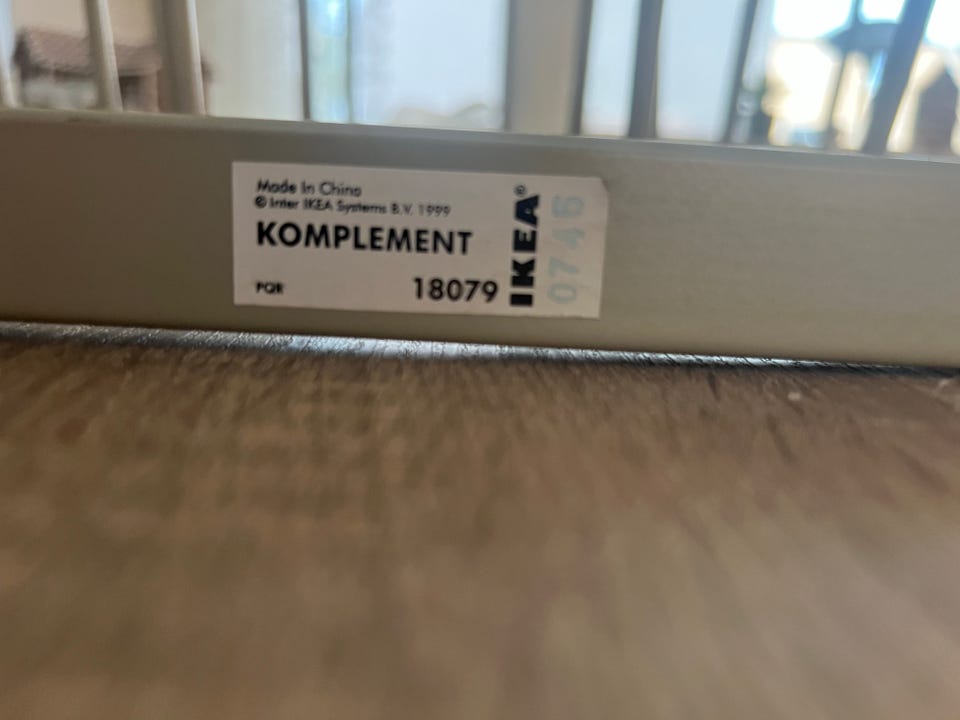 Made In China
© Inter IKEA Systems B.V. 1999
KOMPLEMENT
PQR
18079
IKEA®
0745